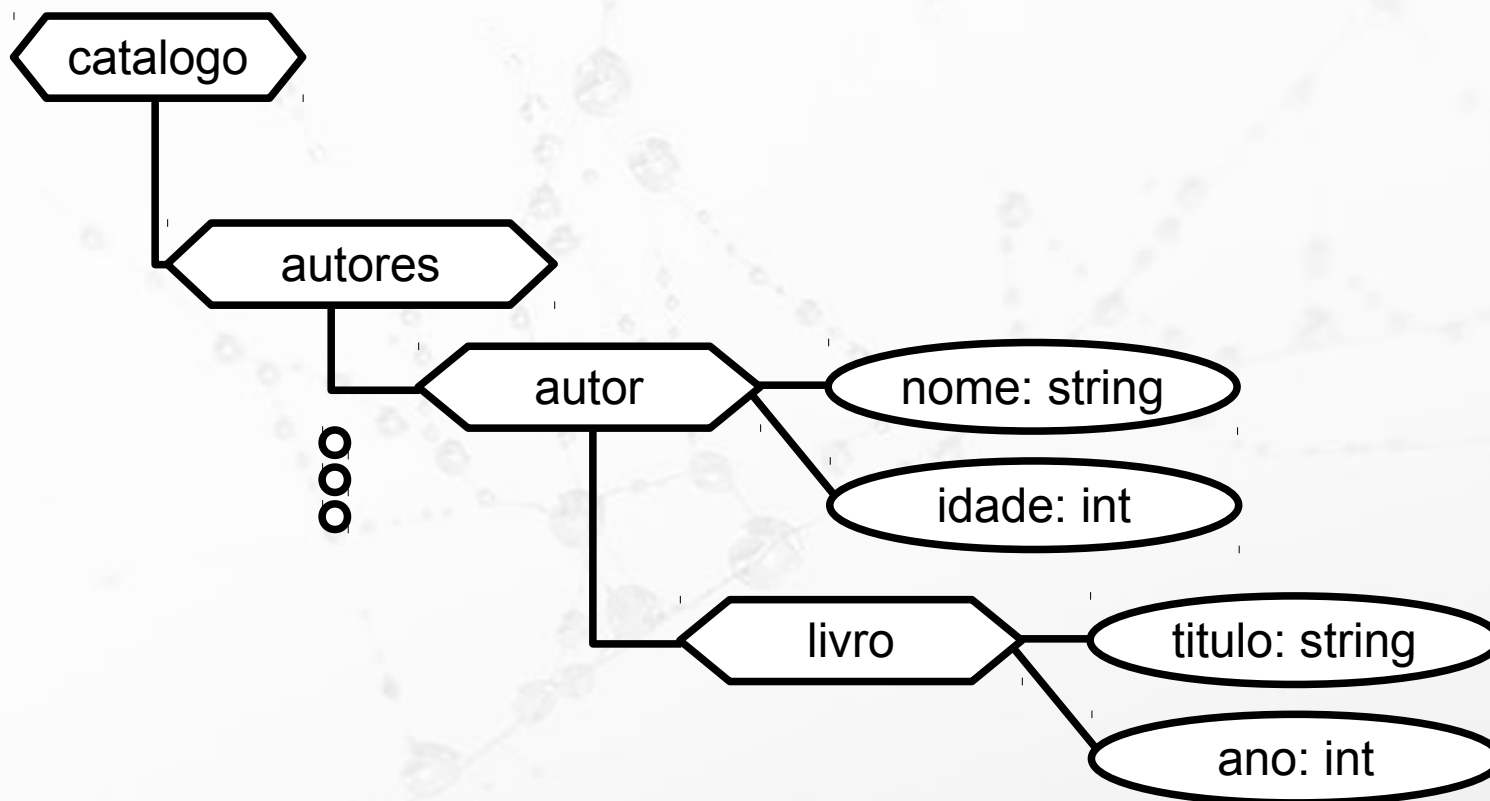 catalogo
autores
autor
nome: string
idade: int
livro
titulo: string
ano: int